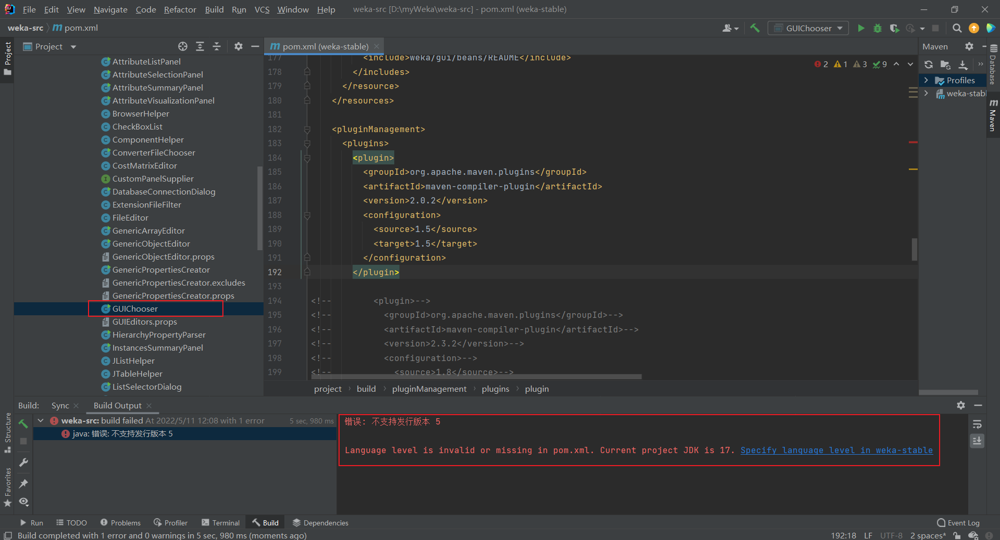 File Edit View Navigate Code Refactor Build Run VCS Window Help weka-src [D:\myWeka\weka-src] - pom.xml (weka-stable)
weka-src pom.xml GUIChooser
Project
Project
AttributeListPanel
AttributeSelectionPanel
AttributeSummaryPanel
AttributeVisualizationPanel
BrowserHelper
CheckBoxList
ComponentHelper
ConverterFileChooser
CostMatrixEditor
CustomPanelSupplier
DatabaseConnectionDialog
ExtensionFileFilter
FileEditor
GenericArrayEditor
GenericObjectEditor
GenericObjectEditor.props
GenericPropertiesCreator
GenericPropertiesCreator.excludes
GenericPropertiesCreator.props
GUIChooser
GUIEditors.props
HierarchyPropertyParser
InstancesSummaryPanel
JListHelper
JTableHelper
ListSelectorDialog
pom.xml (weka-stable)
2 1 3 9
177 <include>weka/gui/beans/README</include>
178 </includes>
179 </resource>
180 </resources>
181
182 <pluginManagement>
183 <plugins>
184 <plugin>
185 <groupId>org.apache.maven.plugins</groupId>
186 <artifactId>maven-compiler-plugin</artifactId>
187 <version>2.0.2</version>
188 <configuration>
189 <source>1.5</source>
190 <target>1.5</target>
191 </configuration>
192 </plugin>
193
194 <!-- <plugin>-->
195 <!-- <groupId>org.apache.maven.plugins</groupId>-->
196 <!-- <artifactId>maven-compiler-plugin</artifactId>-->
197 <!-- <version>2.3.2</version>-->
198 <!-- <configuration>-->
199 <!-- <source>1.8</source>-->
project build pluginManagement plugins plugin
Maven
Profiles
weka-stabl
Database
Maven
Build: Sync Build Output
weka-src: build failed At 2022/5/11 12:08 with 1 error 5 sec, 980 ms
java: 错误: 不支持发行版本 5
错误: 不支持发行版本 5
Language level is invalid or missing in pom.xml. Current project JDK is 17. Specify language level in weka-stable
Structure
Favorites
Run TODO Problems Profiler Terminal Build Dependencies Event Log
Build completed with 1 error and 0 warnings in 5 sec, 980 ms (moments ago) 192:18 LF UTF-8 2 spaces*